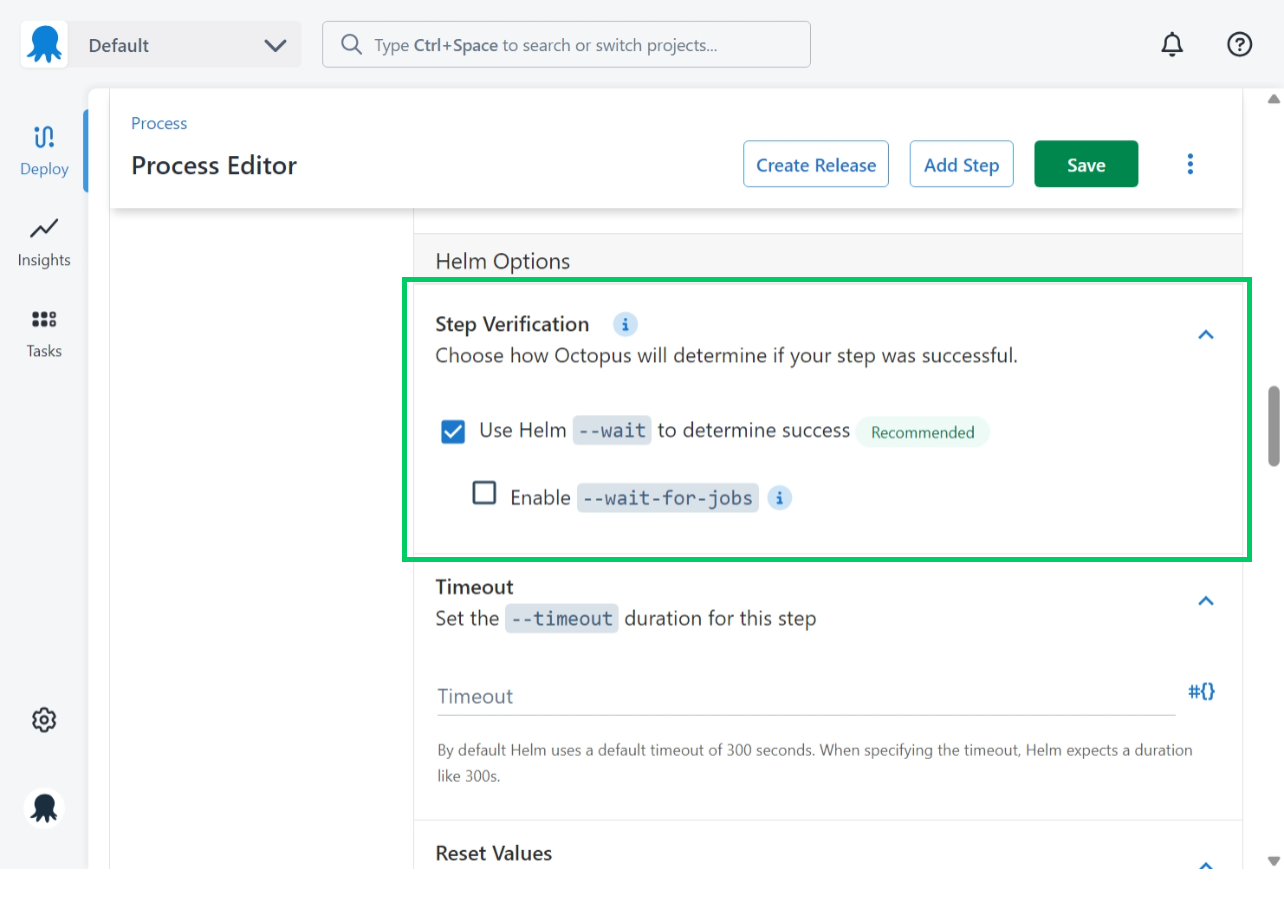 Default
Type Ctrl+Space to search or switch projects...
Deploy
Insights
Tasks
Process
Process Editor
Create Release
Add Step
Save
Helm Options
Step Verification
Choose how Octopus will determine if your step was successful.
Use Helm --wait to determine success Recommended
Enable --wait-for-jobs
Timeout
Set the --timeout duration for this step
Timeout
#{}
By default Helm uses a default timeout of 300 seconds. When specifying the timeout, Helm expects a duration
like 300s.
Reset Values